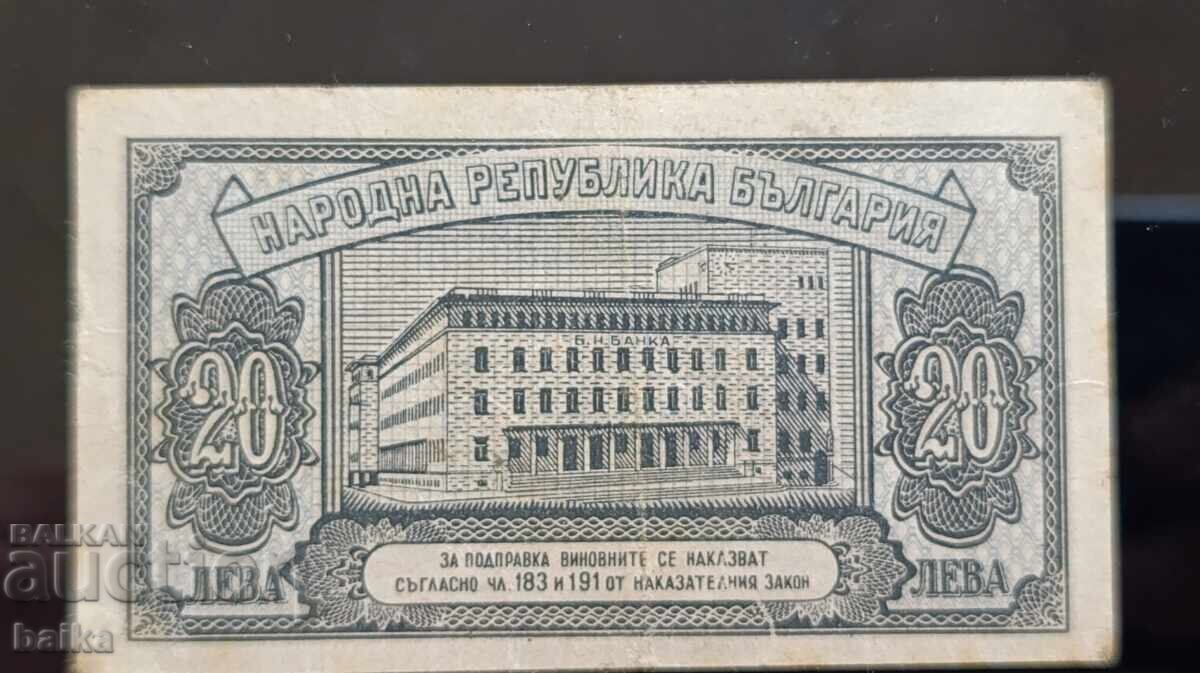 НАРОДНА РЕПУБЛИКА БЪЛГАРИЯ
Б.Н.БАНКА
20 20
ЛЕВА ЛЕВА
ЗА ПОДПРАВКА ВИНОВНИТЕ СЕ НАКАЗВАТ
СЪГЛАСНО ЧЛ. 183 И 191 ОТ НАКАЗАТЕЛНИЯ ЗАКОН
BALKAN
auction
baika